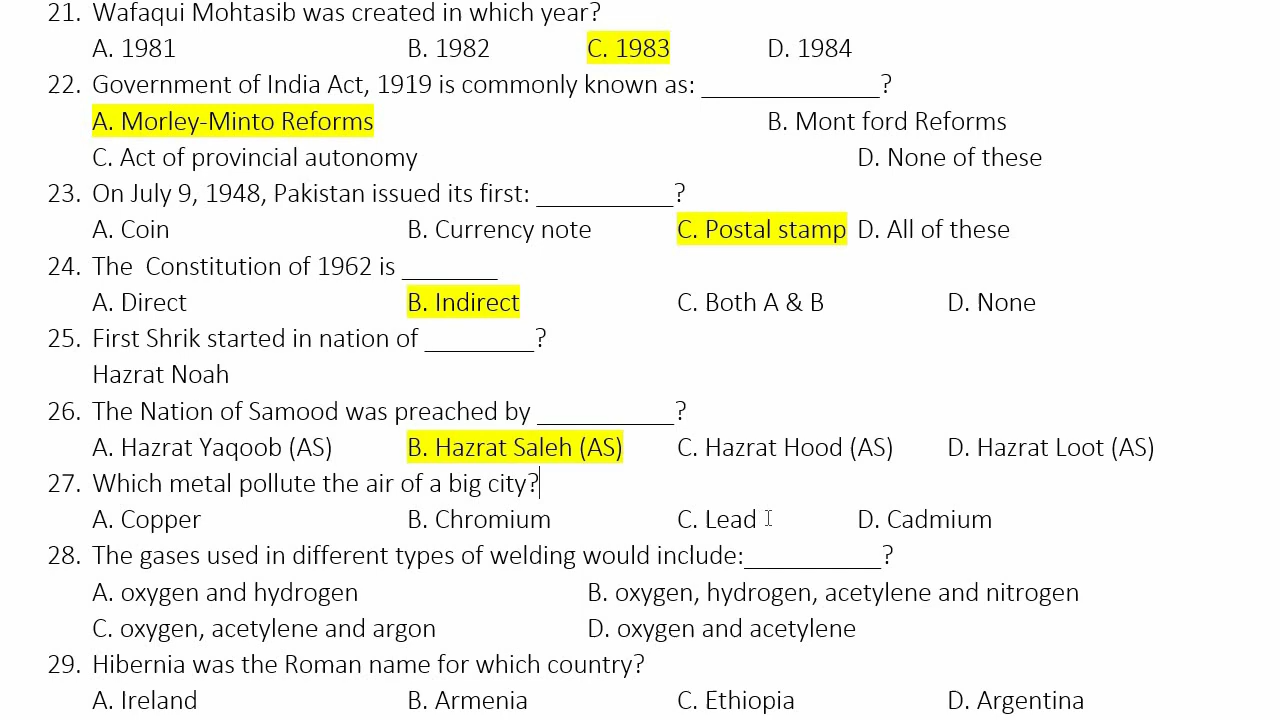 21. Wafaqui Mohtasib was created in which year?
A. 1981 B. 1982 C. 1983 D. 1984
22. Government of India Act, 1919 is commonly known as: _____________?
A. Morley-Minto Reforms B. Mont ford Reforms
C. Act of provincial autonomy D. None of these
23. On July 9, 1948, Pakistan issued its first: __________?
A. Coin B. Currency note C. Postal stamp D. All of these
24. The  Constitution of 1962 is _______
A. Direct B. Indirect C. Both A & B D. None
25. First Shrik started in nation of ________?
Hazrat Noah
26. The Nation of Samood was preached by __________?
A. Hazrat Yaqoob (AS) B. Hazrat Saleh (AS) C. Hazrat Hood (AS) D. Hazrat Loot (AS)
27. Which metal pollute the air of a big city?
A. Copper B. Chromium C. Lead D. Cadmium
28. The gases used in different types of welding would include:__________?
A. oxygen and hydrogen B. oxygen, hydrogen, acetylene and nitrogen
C. oxygen, acetylene and argon D. oxygen and acetylene
29. Hibernia was the Roman name for which country?
A. Ireland B. Armenia C. Ethiopia D. Argentina